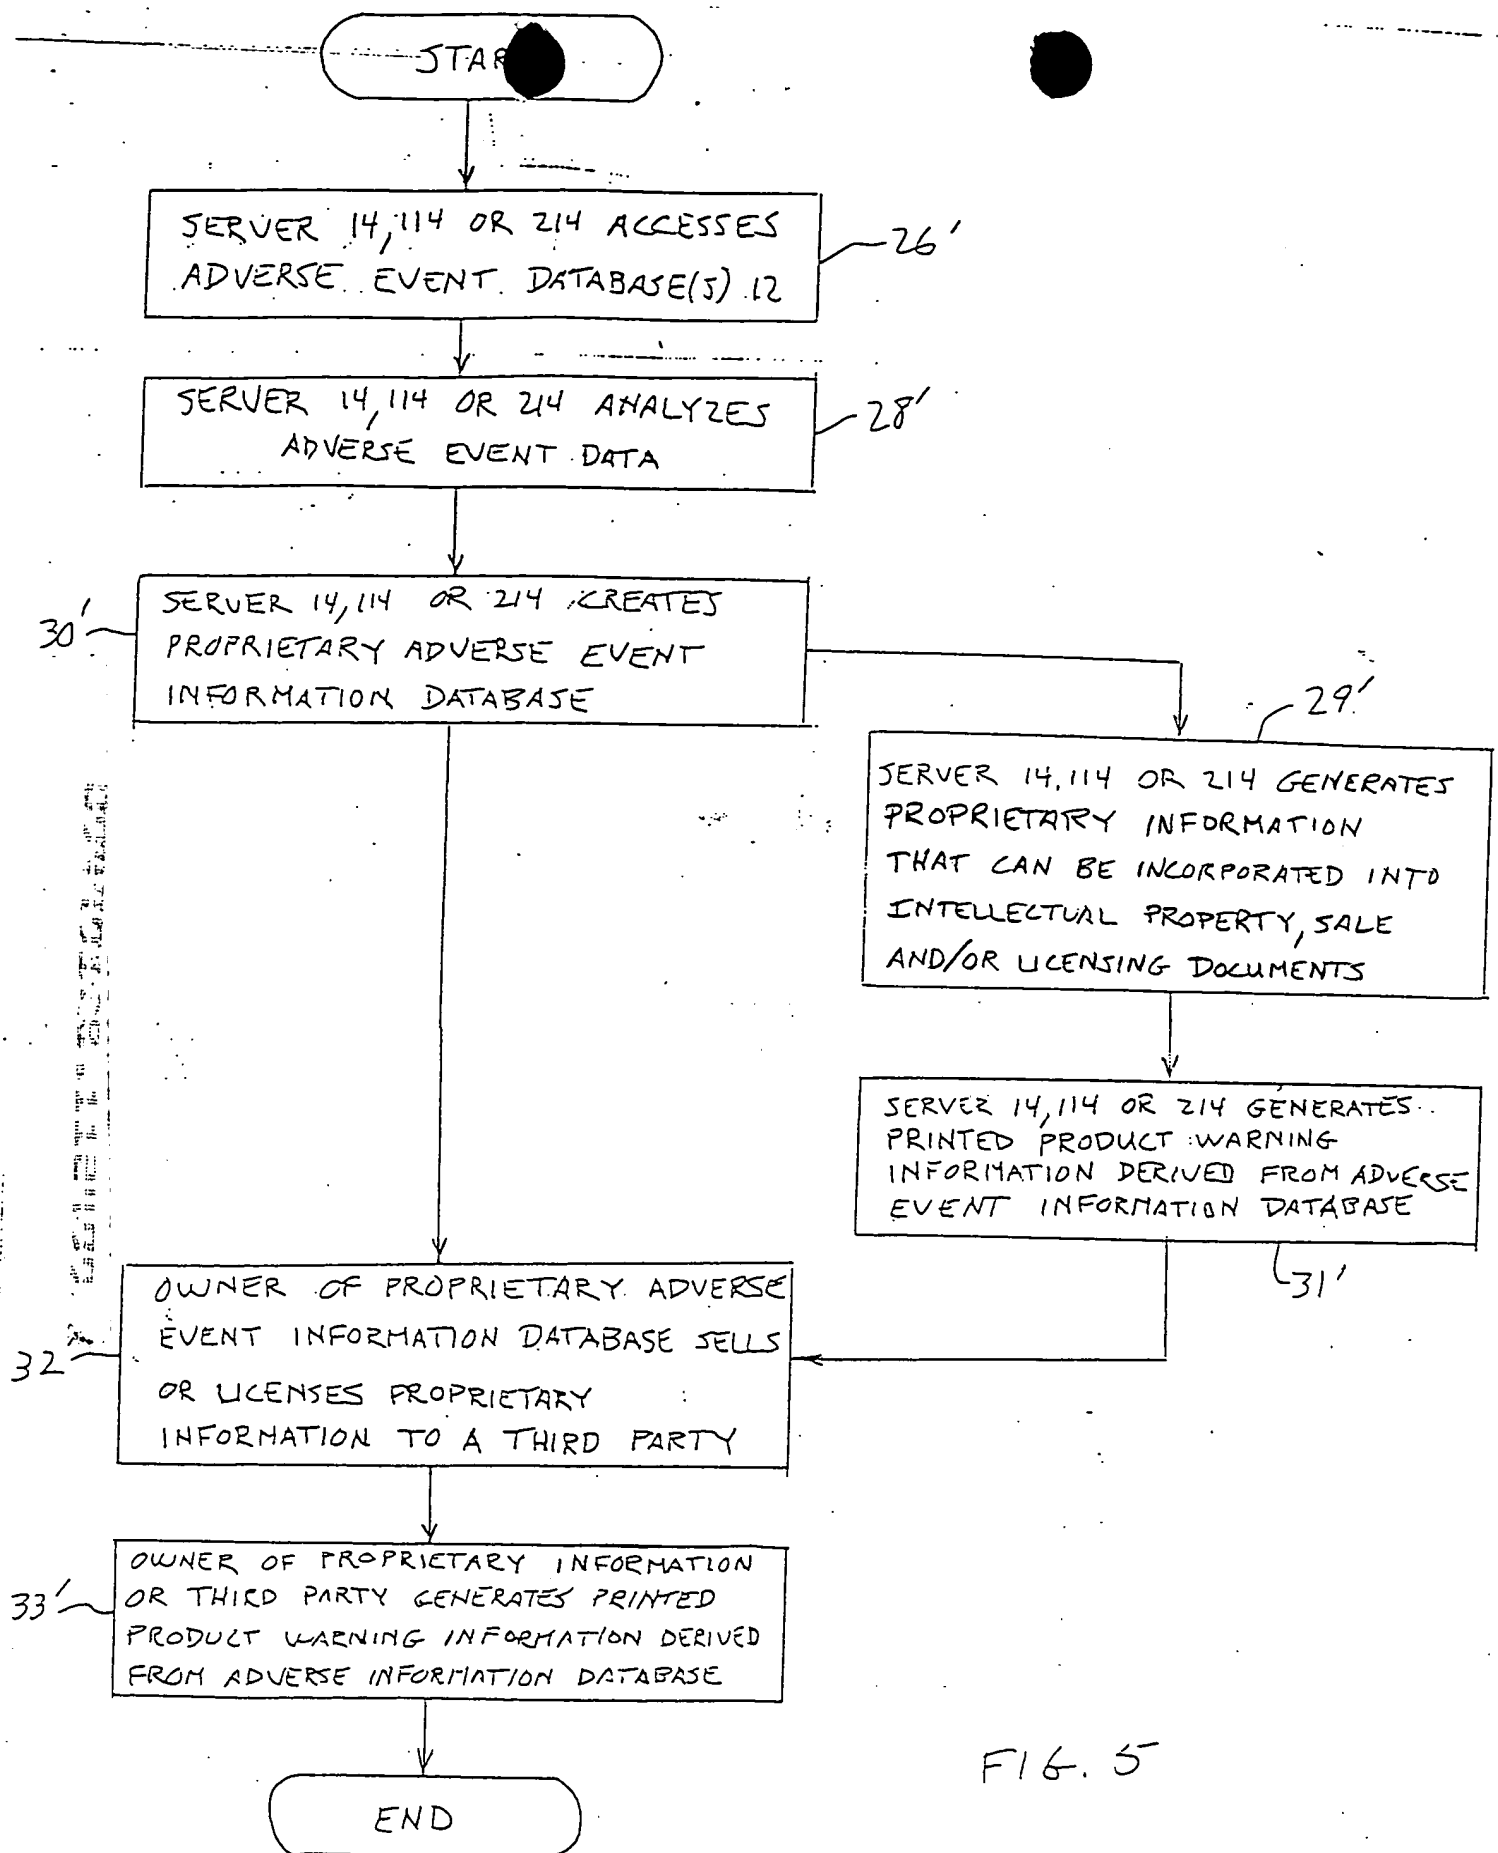 STAR
SERVER 14,114 OR 214 ACCESSES
ADVERSE EVENT DATABASE(S) 12
26'
SERVER 14,114 OR 214 ANALYZES
ADVERSE EVENT DATA
28'
SERVER 14,114 OR 214 CREATES
PROPRIETARY ADVERSE EVENT
INFORMATION DATABASE
30'
29'
SERVER 14,114 OR 214 GENERATES
PROPRIETARY INFORMATION
THAT CAN BE INCORPORATED INTO
INTELLECTUAL PROPERTY, SALE
AND/OR LICENSING DOCUMENTS
SERVER 14,114 OR 214 GENERATES
PRINTED PRODUCT WARNING
INFORMATION DERIVED FROM ADVERSE
EVENT INFORMATION DATABASE
31'
OWNER OF PROPRIETARY ADVERSE
EVENT INFORMATION DATABASE SELLS
OR LICENSES PROPRIETARY
INFORMATION TO A THIRD PARTY
32'
OWNER OF PROPRIETARY INFORMATION
OR THIRD PARTY GENERATES PRINTED
PRODUCT WARNING INFORMATION DERIVED
FROM ADVERSE INFORMATION DATABASE
33'
END
FIG. 5